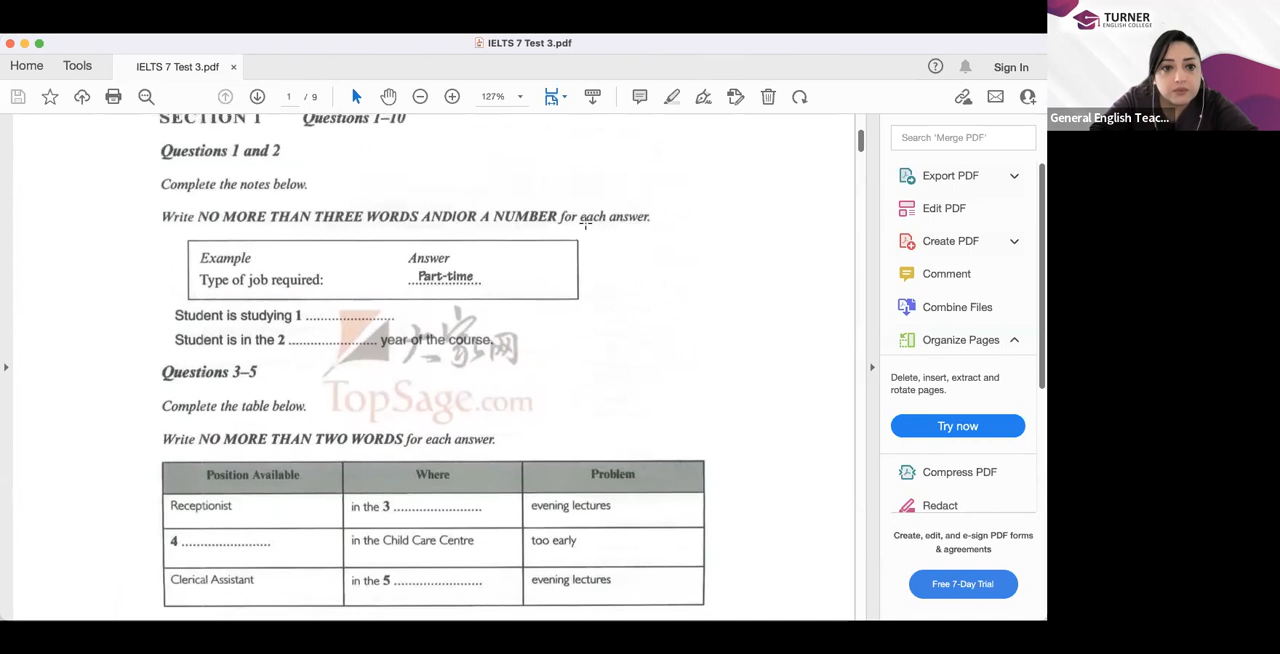 TURNER
ENGLISH COLLEGE
General English Teac...
IELTS 7 Test 3.pdf
Home
Tools
IELTS 7 Test 3.pdf
×
Sign In
1 / 9
127%
SECTION 1 Questions 1–10
Questions 1 and 2
Complete the notes below.
Write NO MORE THAN THREE WORDS ANDIOR A NUMBER for each answer.
Example Answer
Type of job required: Part-time
Student is studying 1 ......................
Student is in the 2 ...................... year of the course.
大家网
TopSage.com
Questions 3–5
Complete the table below.
Write NO MORE THAN TWO WORDS for each answer.
Position Available Where Problem
Receptionist in the 3 ...................... evening lectures
4 ...................... in the Child Care Centre too early
Clerical Assistant in the 5 ...................... evening lectures
Search 'Merge PDF'
Export PDF
Edit PDF
Create PDF
Comment
Combine Files
Organize Pages
Delete, insert, extract and
rotate pages.
Try now
Compress PDF
Redact
Create, edit, and e-sign PDF forms
& agreements
Free 7-Day Trial